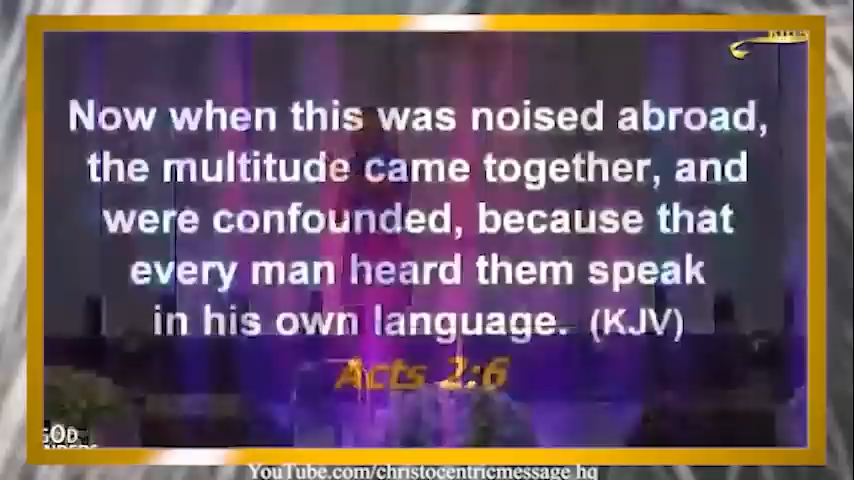 Now when this was noised abroad,
the multitude came together, and
were confounded, because that
every man heard them speak
in his own language. (KJV)
Acts 2:6
GOD
YouTube.com/christocentricmessage hq